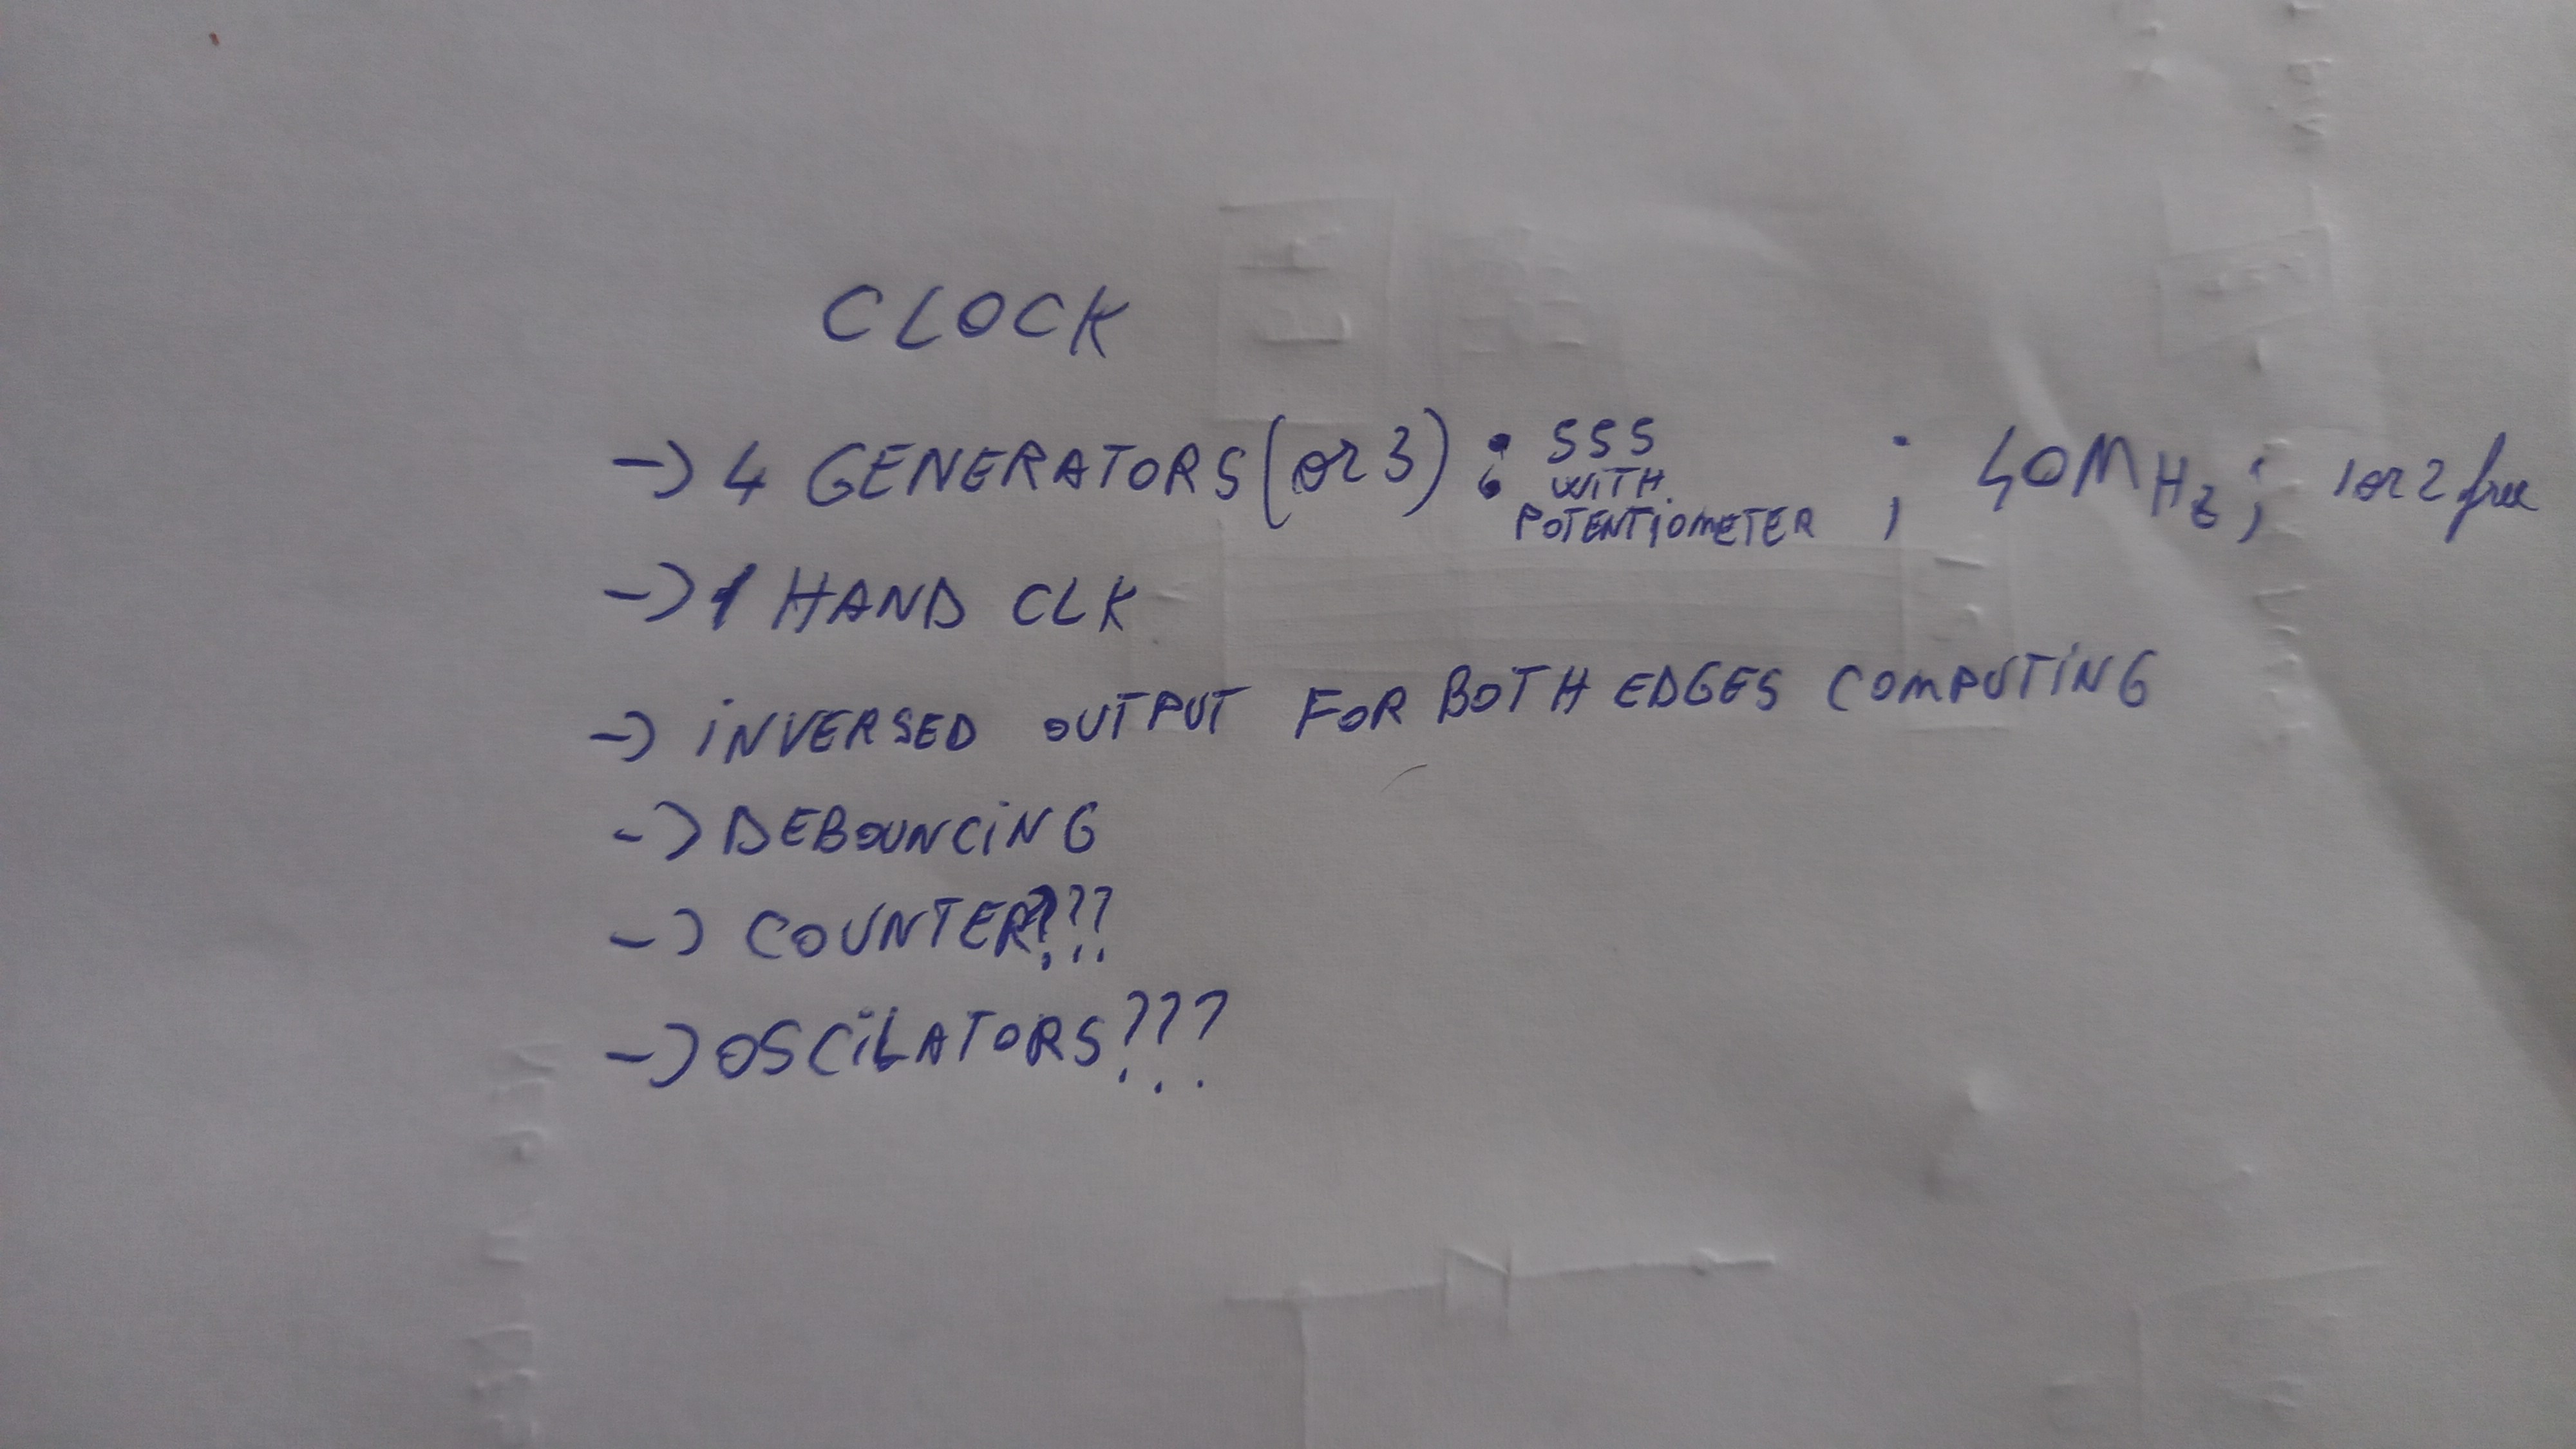 CLOCK
-> 4 GENERATORS (or 3) : 555 WITH POTENTIOMETER ; 40MHz ; 1 or 2 free
-> 1 HAND CLK
-> INVERSED OUTPUT FOR BOTH EDGES COMPUTING
-> DEBOUNCING
-> COUNTER???
-> OSCILATORS???